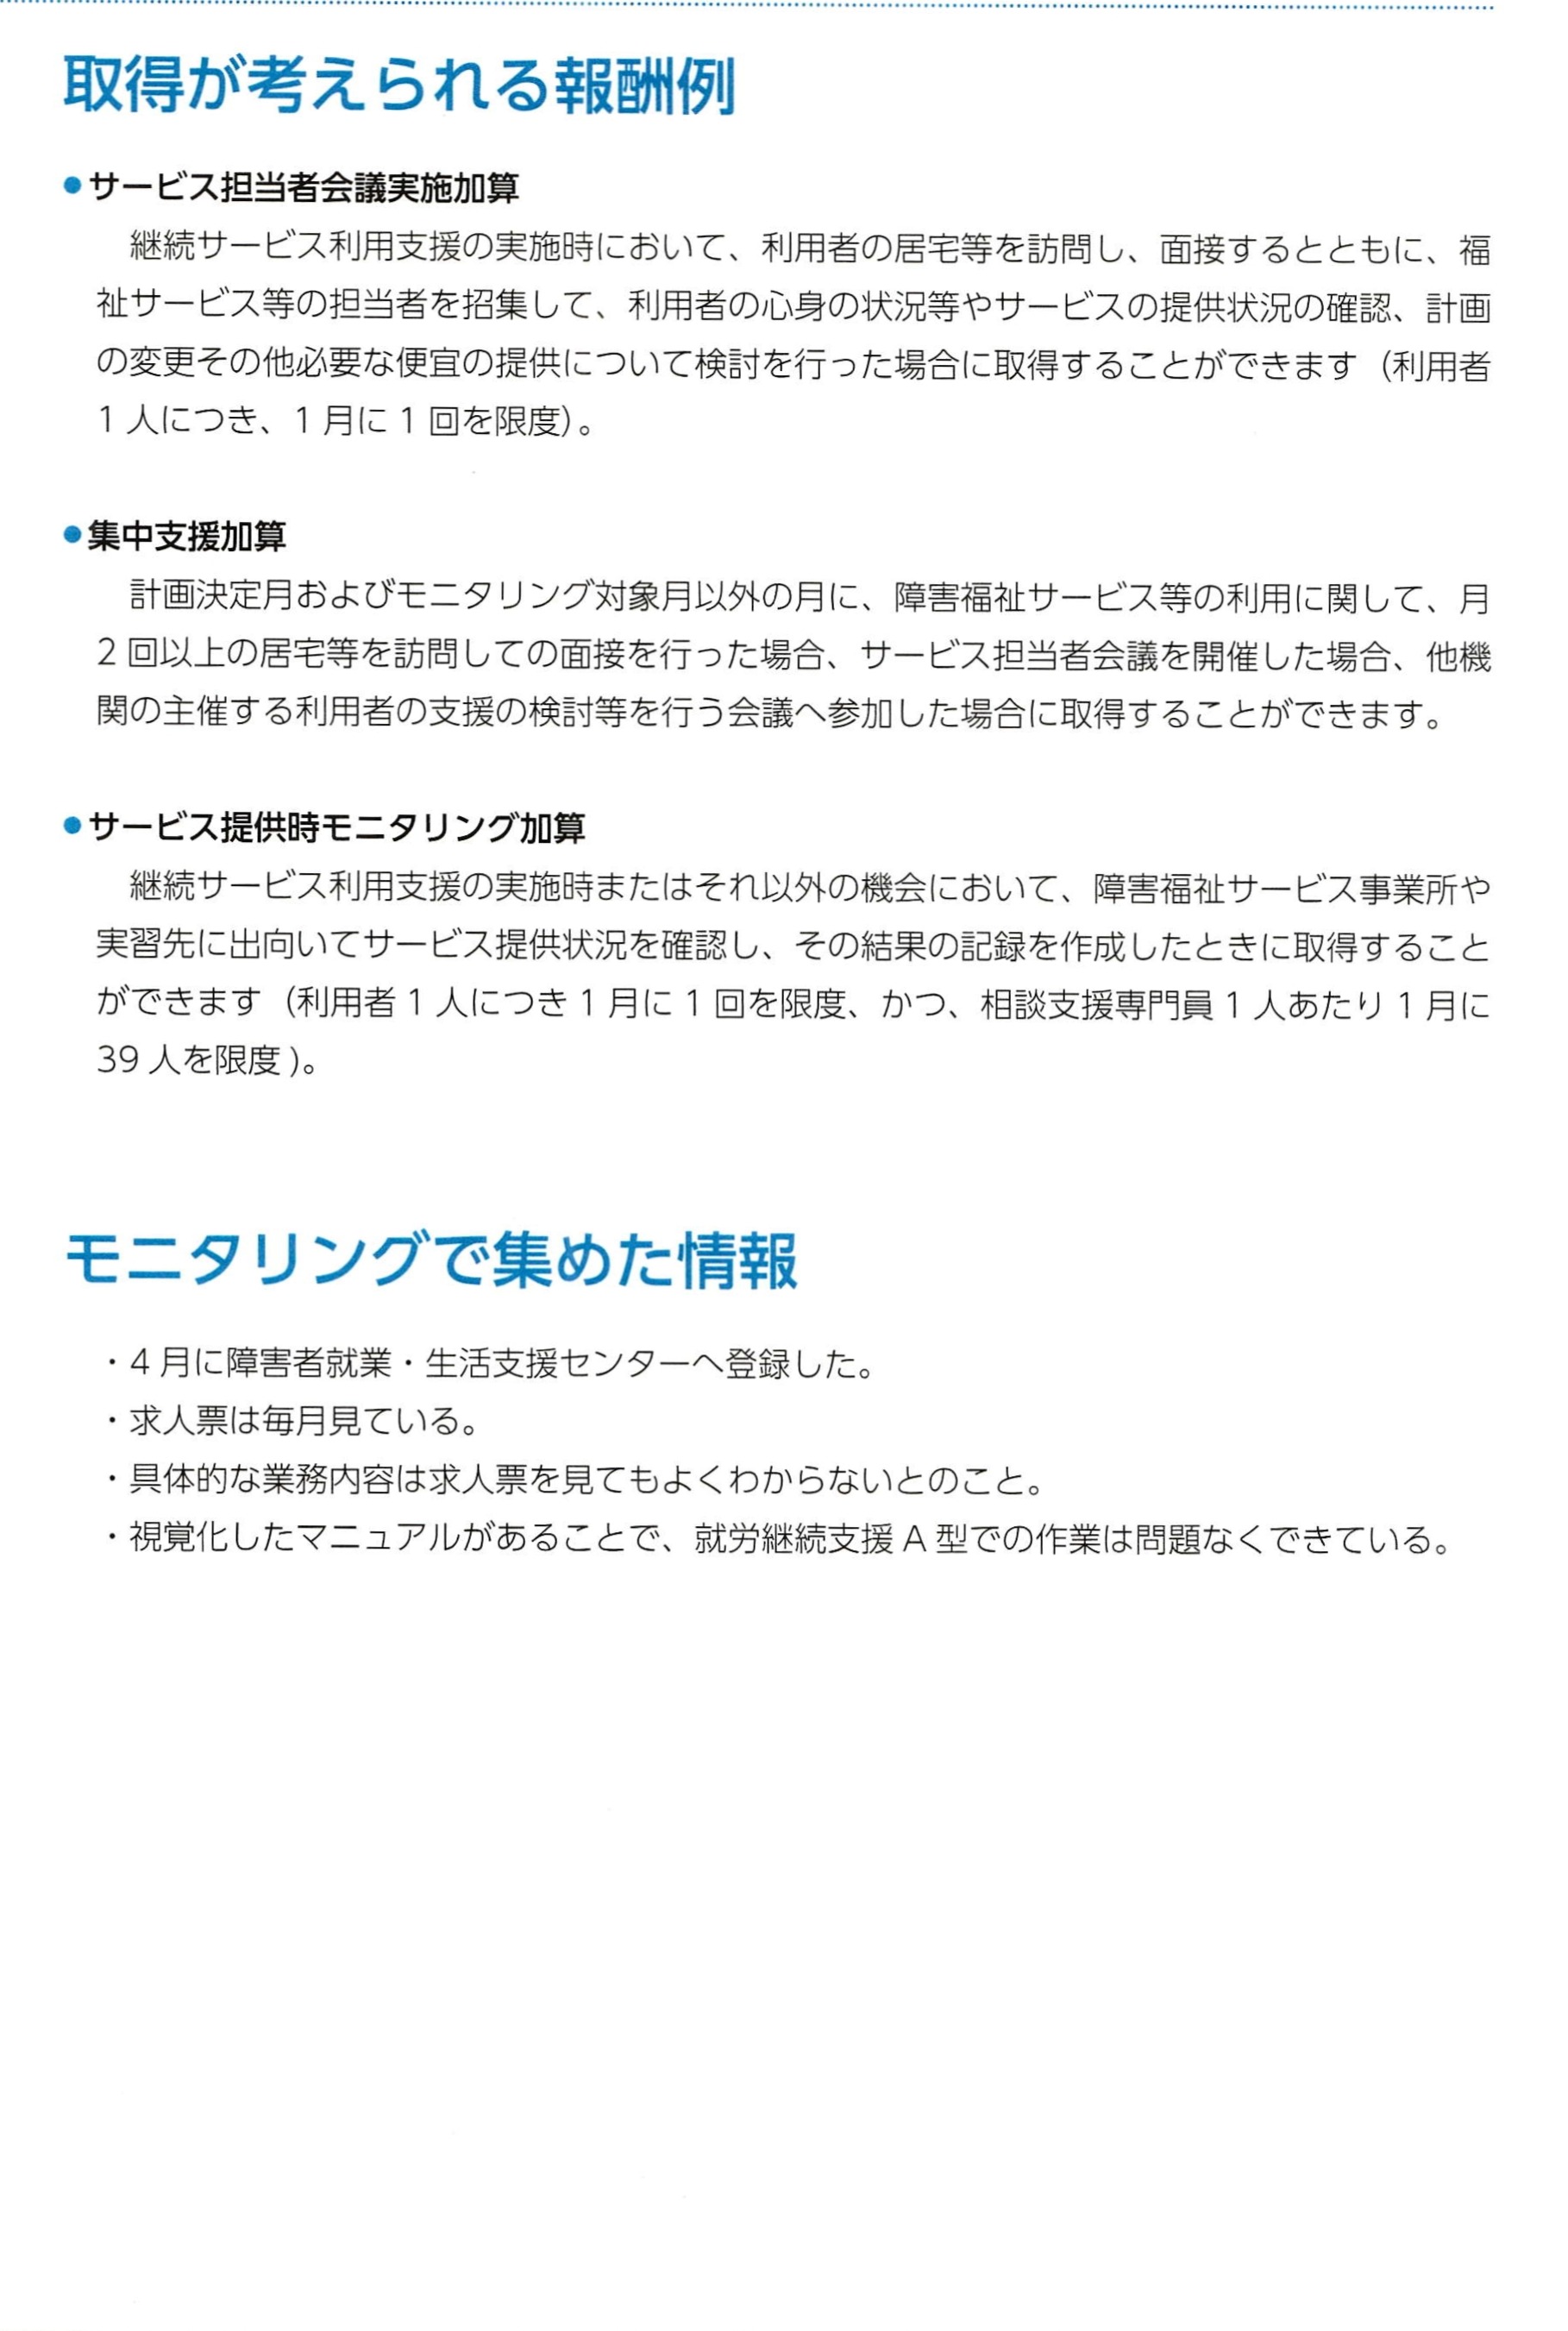 取得が考えられる報酬例
●サービス担当者会議実施加算
継続サービス利用支援の実施時において、利用者の居宅等を訪問し、面接するとともに、福
祉サービス等の担当者を招集して、利用者の心身の状況等やサービスの提供状況の確認、計画
の変更その他必要な便宜の提供について検討を行った場合に取得することができます（利用者
1 人につき、1 月に 1 回を限度）。
●集中支援加算
計画決定月およびモニタリング対象月以外の月に、障害福祉サービス等の利用に関して、月
2 回以上の居宅等を訪問しての面接を行った場合、サービス担当者会議を開催した場合、他機
関の主催する利用者の支援の検討等を行う会議へ参加した場合に取得することができます。
●サービス提供時モニタリング加算
継続サービス利用支援の実施時またはそれ以外の機会において、障害福祉サービス事業所や
実習先に出向いてサービス提供状況を確認し、その結果の記録を作成したときに取得すること
ができます（利用者 1 人につき 1 月に 1 回を限度、かつ、相談支援専門員 1 人あたり 1 月に
39 人を限度 )。
モニタリングで集めた情報
・4 月に障害者就業・生活支援センターへ登録した。
・求人票は毎月見ている。
・具体的な業務内容は求人票を見てもよくわからないとのこと。
・視覚化したマニュアルがあることで、就労継続支援 A 型での作業は問題なくできている。